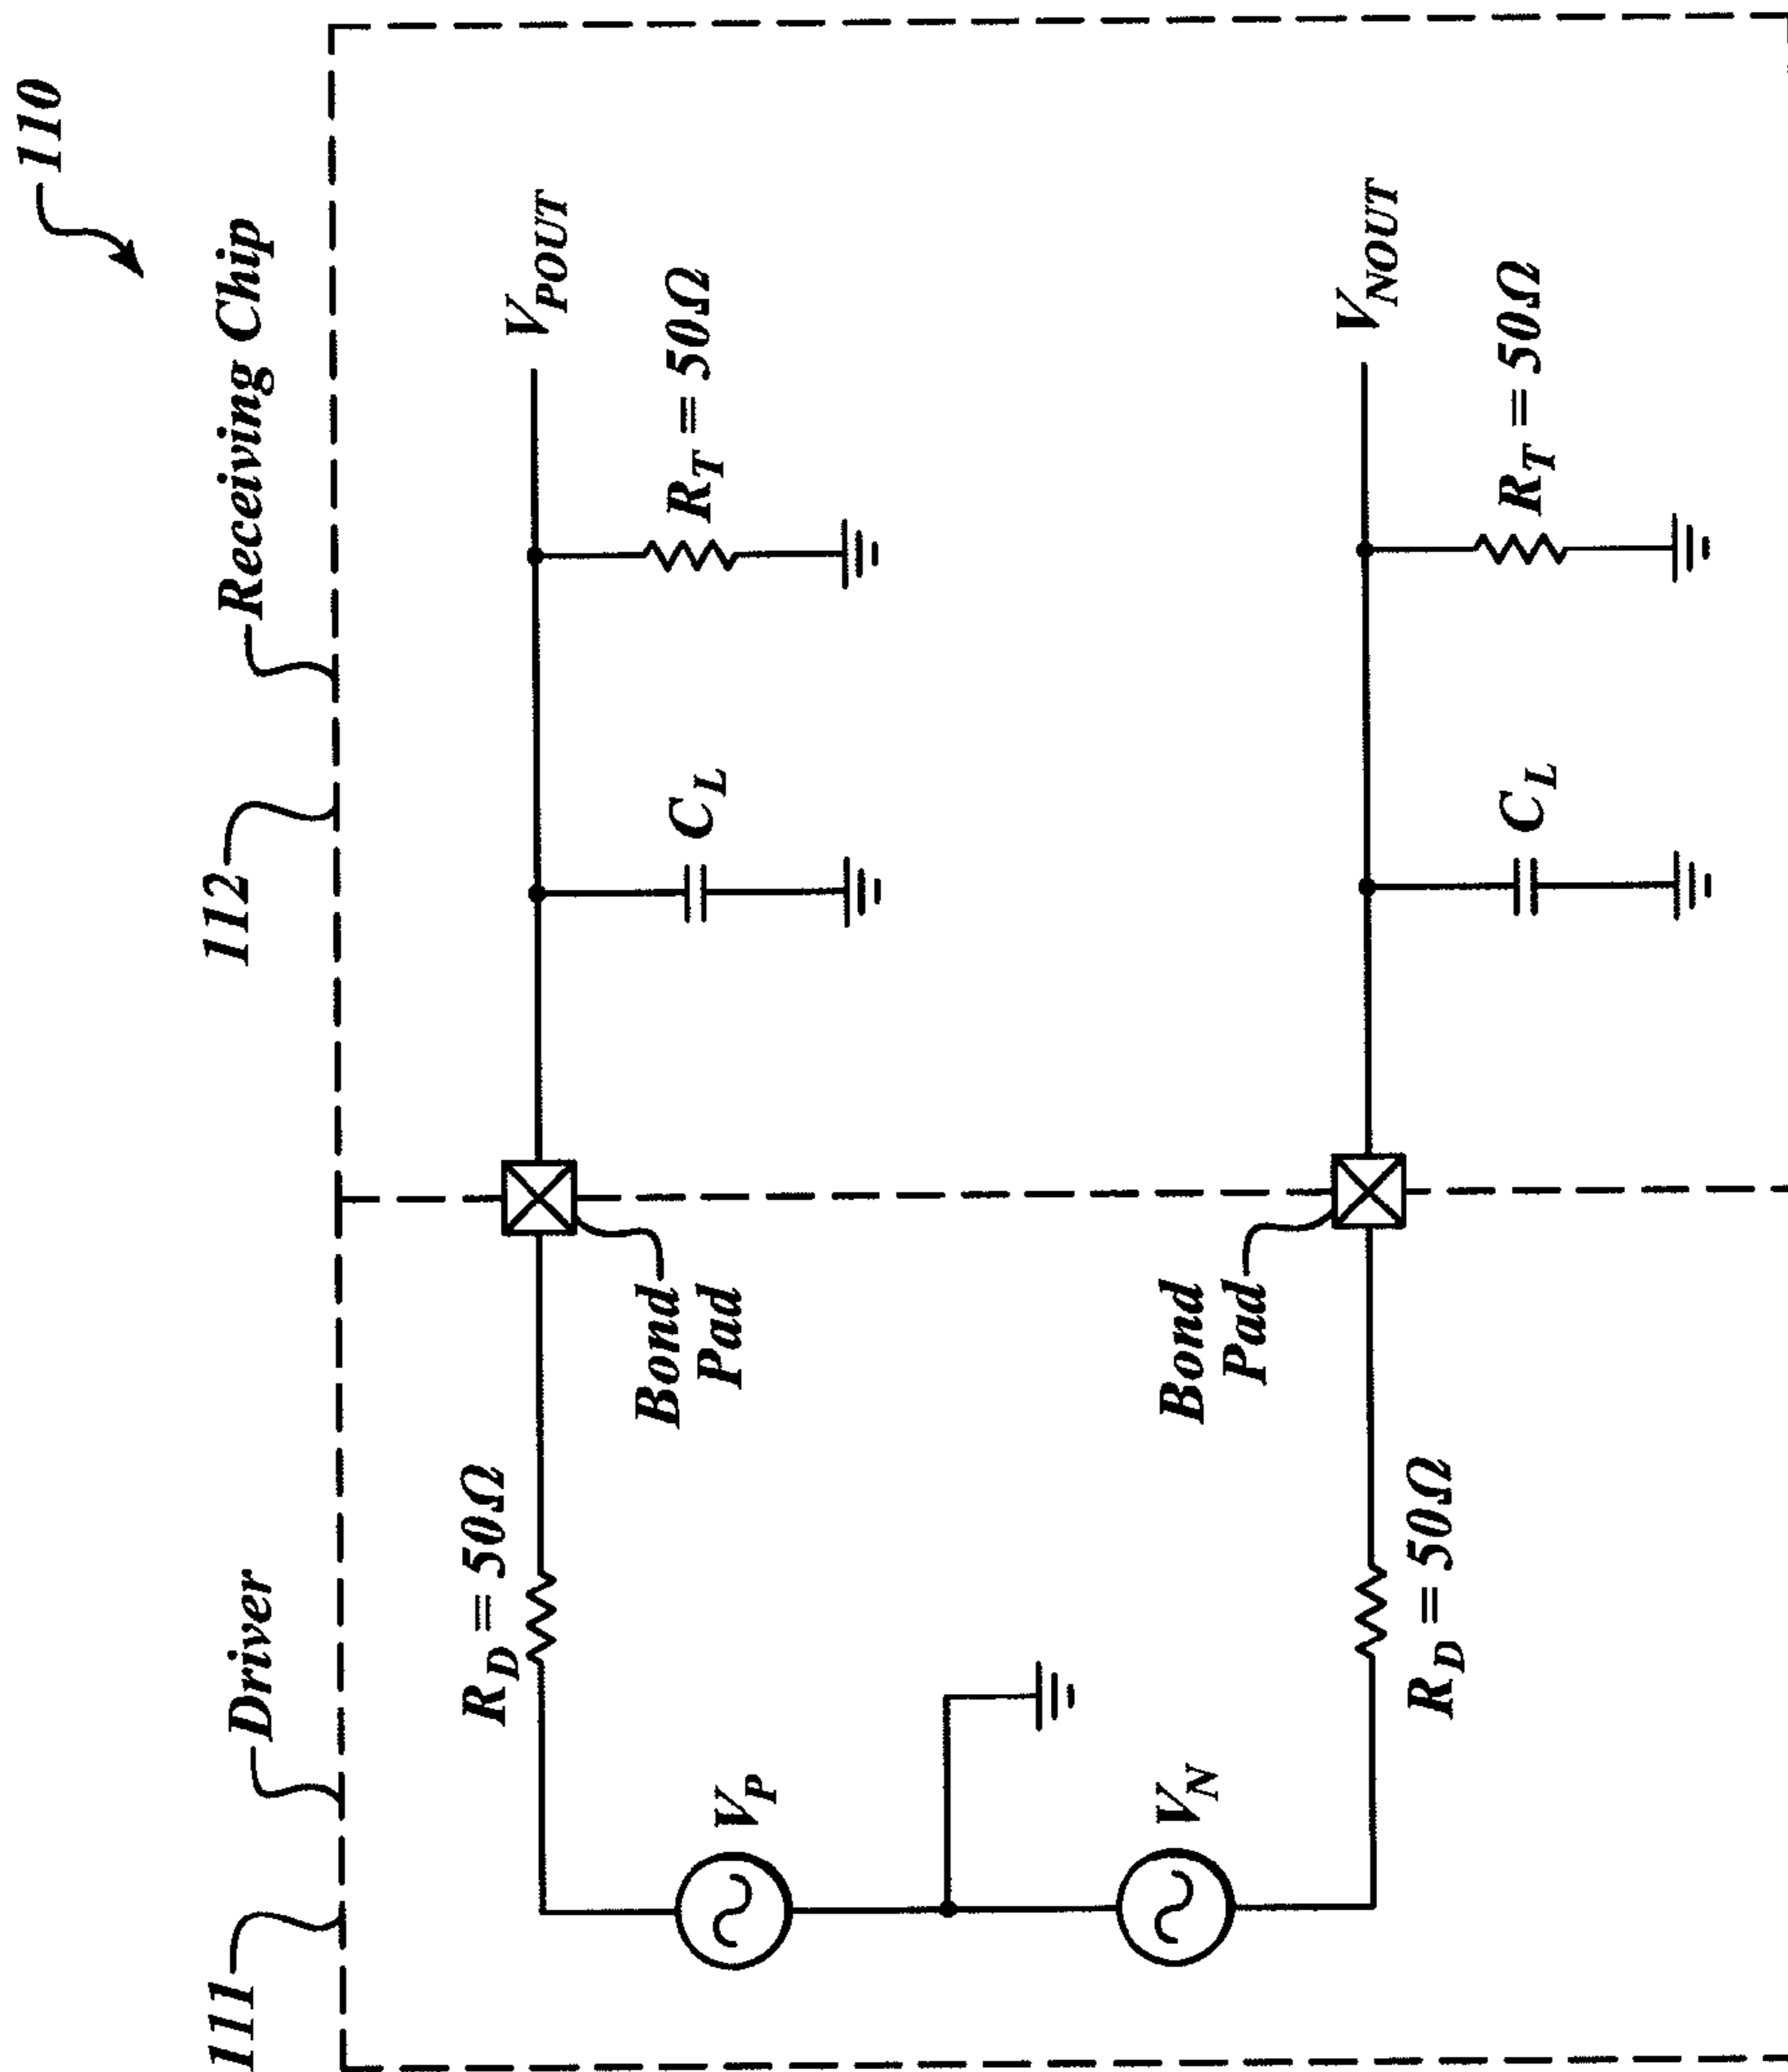 110
111
Driver
112
Receiving Chip
R_D = 50Ω
V_P
Bond
Pad
C_L
R_T = 50Ω
V_POUT
V_N
R_D = 50Ω
Bond
Pad
C_L
R_T = 50Ω
V_NOUT